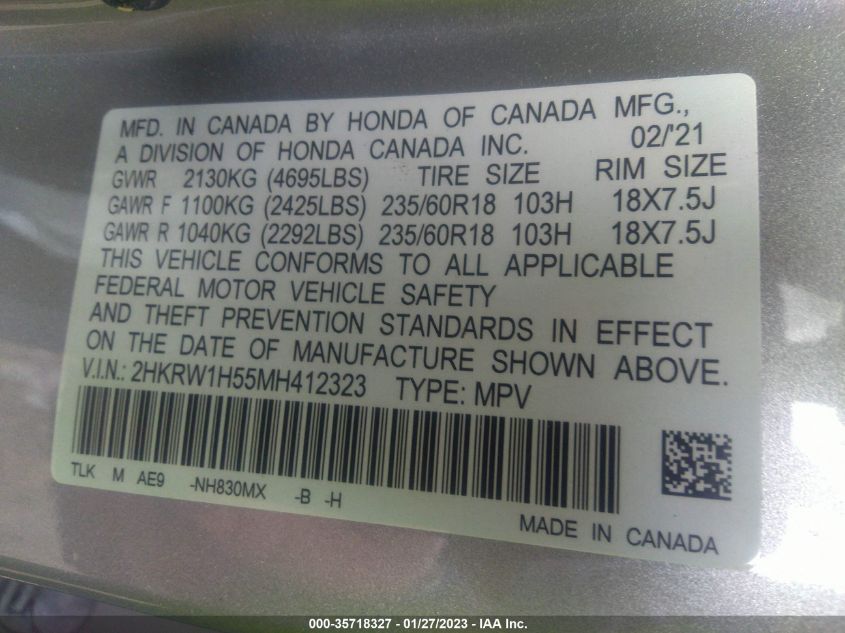 MFD. IN CANADA BY HONDA OF CANADA MFG.,
A DIVISION OF HONDA CANADA INC. 02/'21
GVWR 2130KG (4695LBS) TIRE SIZE RIM SIZE
GAWR F 1100KG (2425LBS) 235/60R18 103H 18X7.5J
GAWR R 1040KG (2292LBS) 235/60R18 103H 18X7.5J
THIS VEHICLE CONFORMS TO ALL APPLICABLE
FEDERAL MOTOR VEHICLE SAFETY
AND THEFT PREVENTION STANDARDS IN EFFECT
ON THE DATE OF MANUFACTURE SHOWN ABOVE.
V.I.N.: 2HKRW1H55MH412323 TYPE: MPV
TLK M AE9 -NH830MX -B -H
MADE IN CANADA
000-35718327 - 01/27/2023 - IAA Inc.